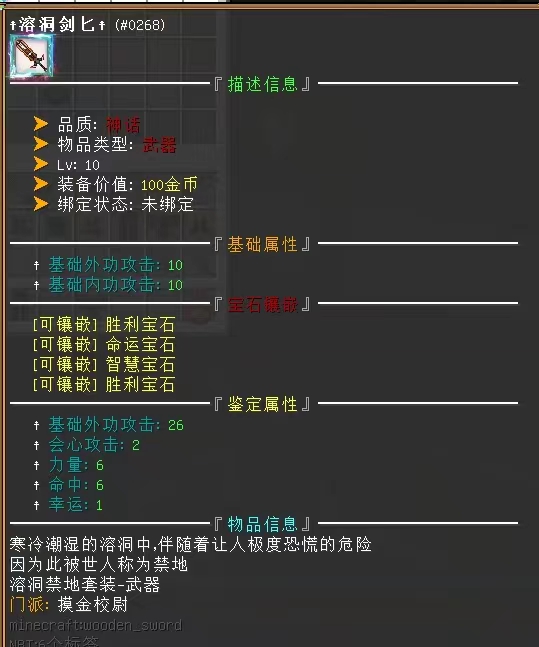 †溶洞剑匕† (#0268)
『描述信息』
品质: 神话
物品类型: 武器
Lv: 10
装备价值: 100金币
绑定状态: 未绑定
『基础属性』
† 基础外功攻击: 10
† 基础内功攻击: 10
『宝石镶嵌』
[可镶嵌] 胜利宝石
[可镶嵌] 命运宝石
[可镶嵌] 智慧宝石
[可镶嵌] 胜利宝石
『鉴定属性』
† 基础外功攻击: 26
† 会心攻击: 2
† 力量: 6
† 命中: 6
† 幸运: 1
『物品信息』
寒冷潮湿的溶洞中,伴随着让人极度恐慌的危险
因为此被世人称为禁地
溶洞禁地套装-武器
门派: 摸金校尉
minecraft:wooden_sword
NBT:6个标签